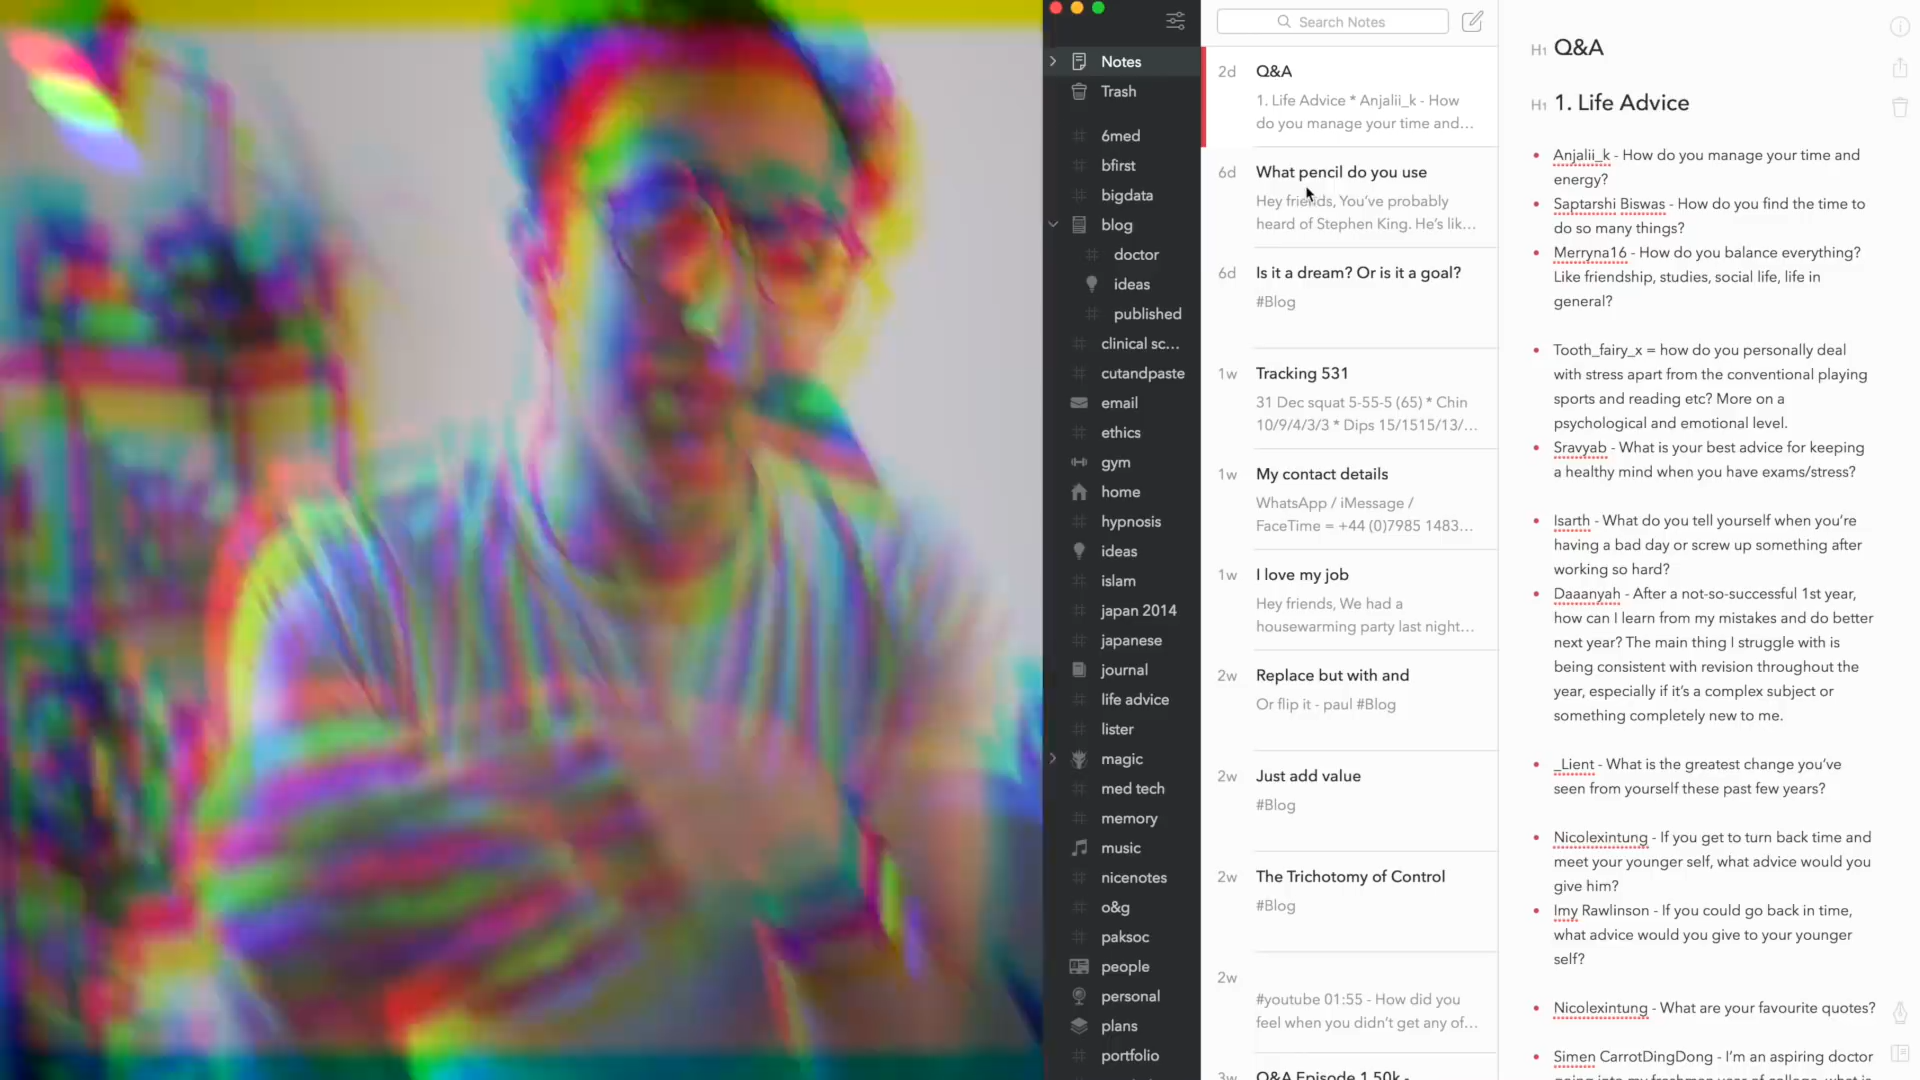 Notes
Trash
6med
bfirst
bigdata
blog
doctor
ideas
published
clinical sc...
cutandpaste
email
ethics
gym
home
hypnosis
ideas
islam
japan 2014
japanese
journal
life advice
lister
magic
med tech
memory
music
nicenotes
o&g
paksoc
people
personal
plans
portfolio
Search Notes
2d Q&A
1. Life Advice * Anjalii_k - How
do you manage your time and...
6d What pencil do you use
Hey friends, You've probably
heard of Stephen King. He's lik...
6d Is it a dream? Or is it a goal?
#Blog
1w Tracking 531
31 Dec squat 5-55-5 (65) * Chin
10/9/4/3/3 * Dips 15/1515/13/...
1w My contact details
WhatsApp / iMessage /
FaceTime = +44 (0)7985 1483...
1w I love my job
Hey friends, We had a
housewarming party last night...
2w Replace but with and
Or flip it - paul #Blog
2w Just add value
#Blog
2w The Trichotomy of Control
#Blog
2w
#youtube 01:55 - How did you
feel when you didn't get any of...
3w Q&A Episode 1 50k -
H1 Q&A
H1 1. Life Advice
• Anjalii_k - How do you manage your time and
energy?
• Saptarshi Biswas - How do you find the time to
do so many things?
• Merryna16 - How do you balance everything?
Like friendship, studies, social life, life in
general?
• Tooth_fairy_x = how do you personally deal
with stress apart from the conventional playing
sports and reading etc? More on a
psychological and emotional level.
• Sravyab - What is your best advice for keeping
a healthy mind when you have exams/stress?
• Isarth - What do you tell yourself when you're
having a bad day or screw up something after
working so hard?
• Daaanyah - After a not-so-successful 1st year,
how can I learn from my mistakes and do better
next year? The main thing I struggle with is
being consistent with revision throughout the
year, especially if it's a complex subject or
something completely new to me.
• _Lient - What is the greatest change you've
seen from yourself these past few years?
• Nicolexintung - If you get to turn back time and
meet your younger self, what advice would you
give him?
• Imy Rawlinson - If you could go back in time,
what advice would you give to your younger
self?
• Nicolexintung - What are your favourite quotes?
• Simen CarrotDingDong - I'm an aspiring doctor